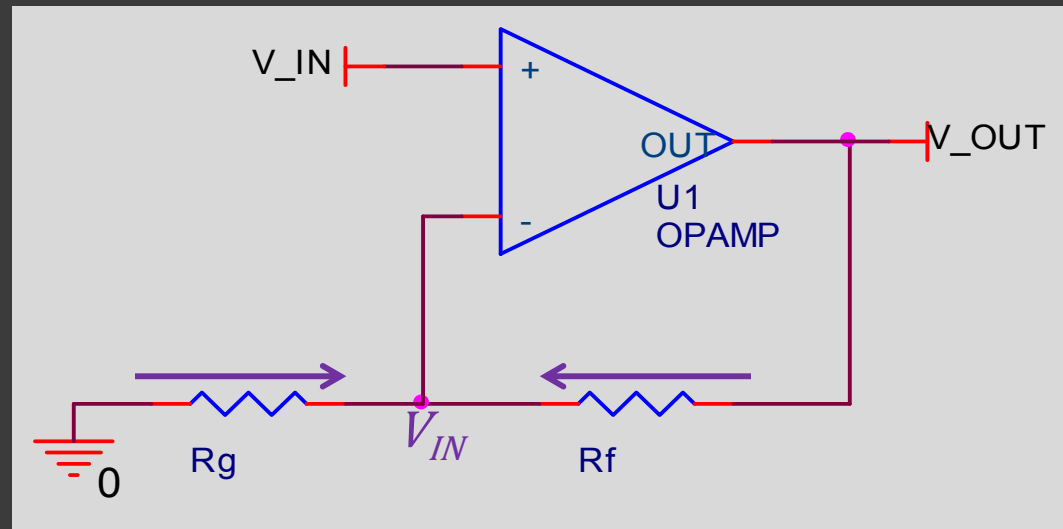 V_IN
+
OUT
V_OUT
U1
OPAMP
-
V_IN
Rg
Rf
0